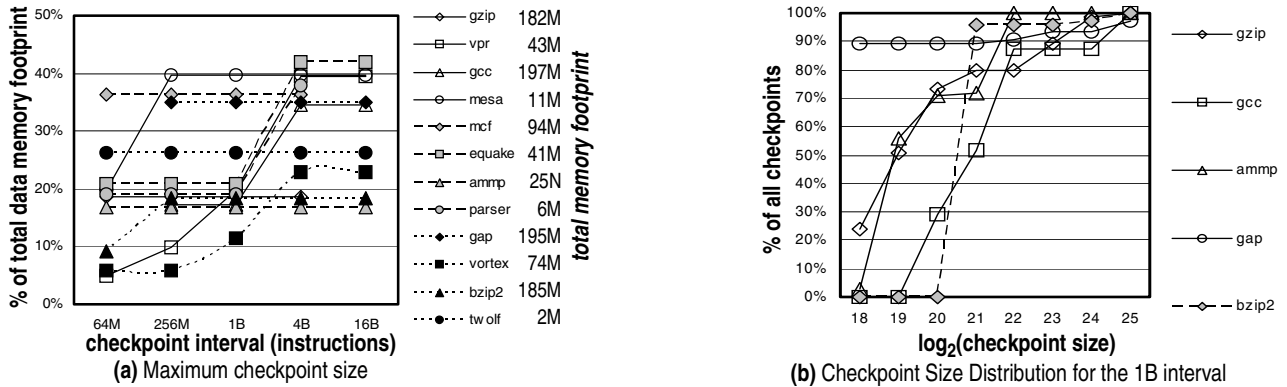 % of total data memory footprint
50%
40%
30%
20%
10%
0%
64M 256M 1B 4B 16B
checkpoint interval (instructions)
(a) Maximum checkpoint size
gzip 182M
vpr 43M
gcc 197M
mesa 11M
mcf 94M
equake 41M
ammp 25N
parser 6M
gap 195M
vortex 74M
bzip2 185M
twolf 2M
total memory footprint
% of all checkpoints
100%
90%
80%
70%
60%
50%
40%
30%
20%
10%
0%
18 19 20 21 22 23 24 25
log2(checkpoint size)
(b) Checkpoint Size Distribution for the 1B interval
gzip
gcc
ammp
gap
bzip2